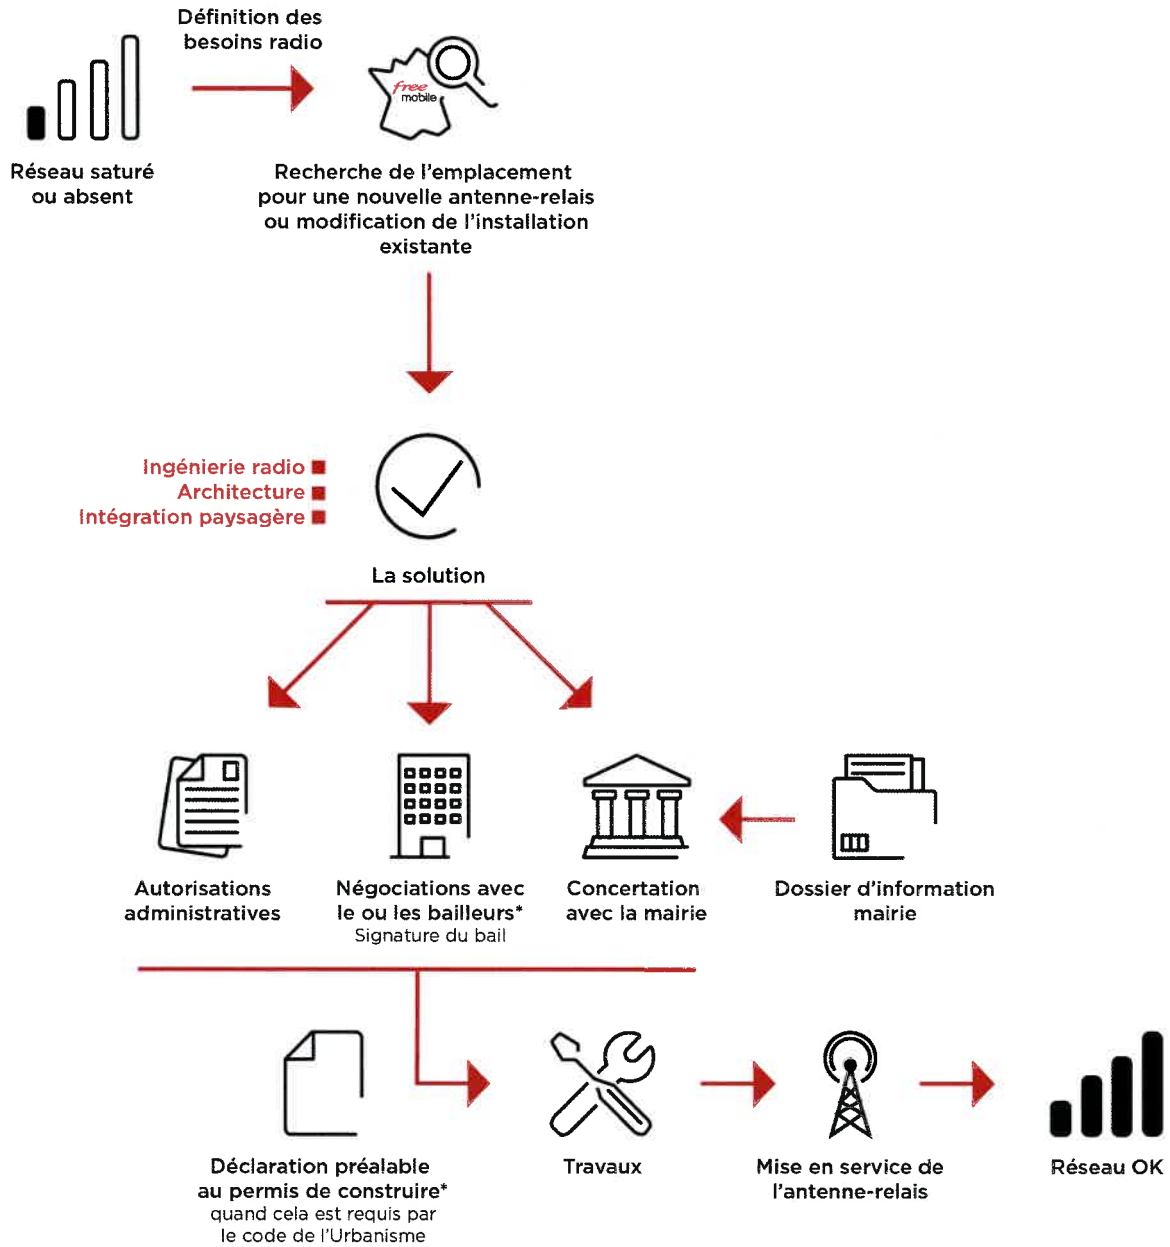 Définition des
besoins radio
free
mobile
Réseau saturé
ou absent
Recherche de l'emplacement
pour une nouvelle antenne-relais
ou modification de l'installation
existante
Ingénierie radio
Architecture
Intégration paysagère
La solution
Autorisations
administratives
Négociations avec
le ou les bailleurs*
Signature du bail
Concertation
avec la mairie
Dossier d'information
mairie
Déclaration préalable
au permis de construire*
quand cela est requis par
le code de l'Urbanisme
Travaux
Mise en service de
l'antenne-relais
Réseau OK